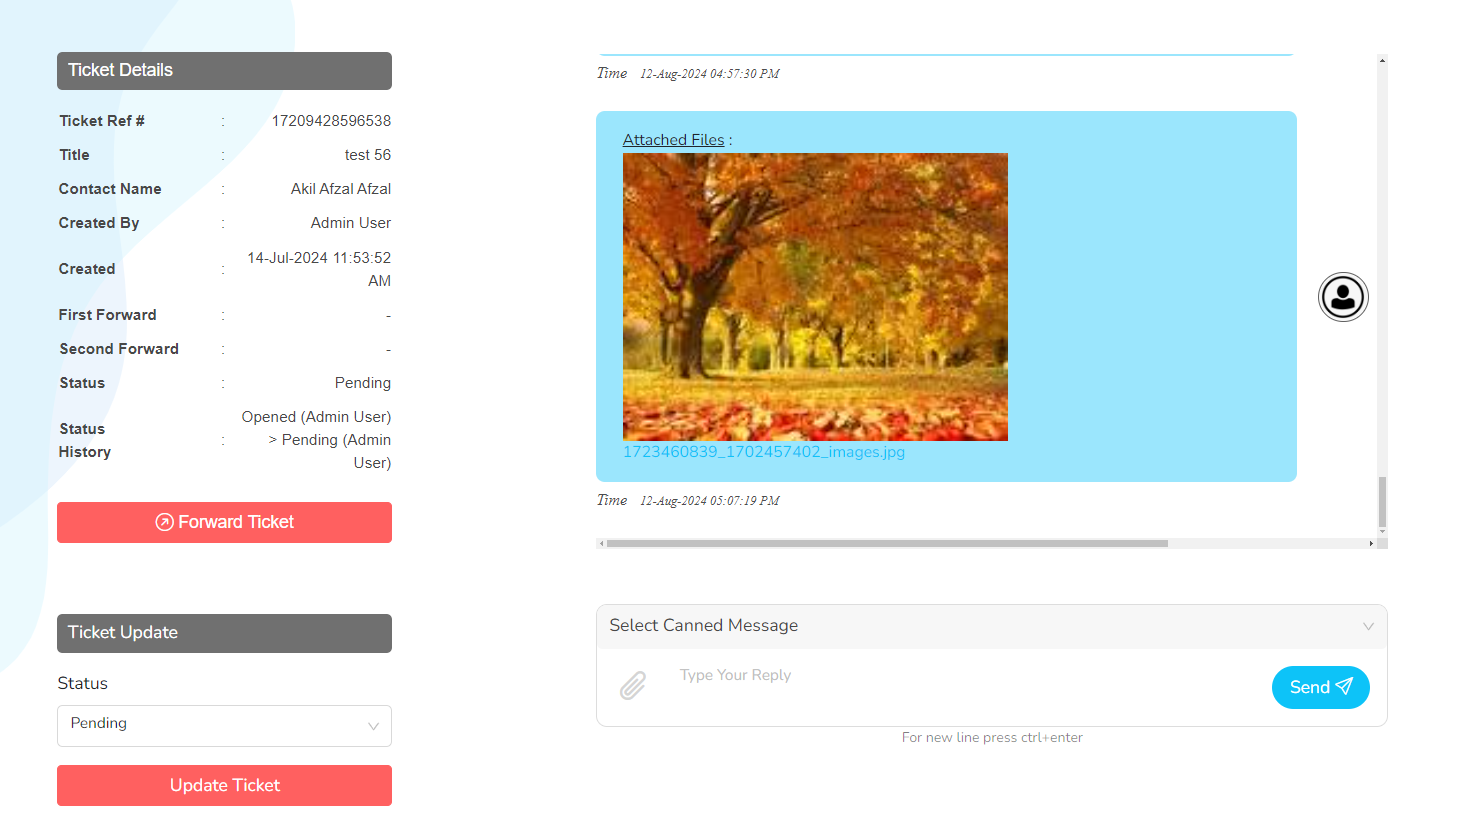 Ticket Details
Ticket Ref # : 17209428596538
Title : test 56
Contact Name : Akil Afzal Afzal
Created By : Admin User
Created : 14-Jul-2024 11:53:52
AM
First Forward : -
Second Forward : -
Status : Pending
Status History : Opened (Admin User)
> Pending (Admin
User)
Forward Ticket
Ticket Update
Status
Pending
Update Ticket
Time 12-Aug-2024 04:57:30 PM
Attached Files :
1723460839_1702457402_images.jpg
Time 12-Aug-2024 05:07:19 PM
Select Canned Message
Type Your Reply
Send
For new line press ctrl+enter